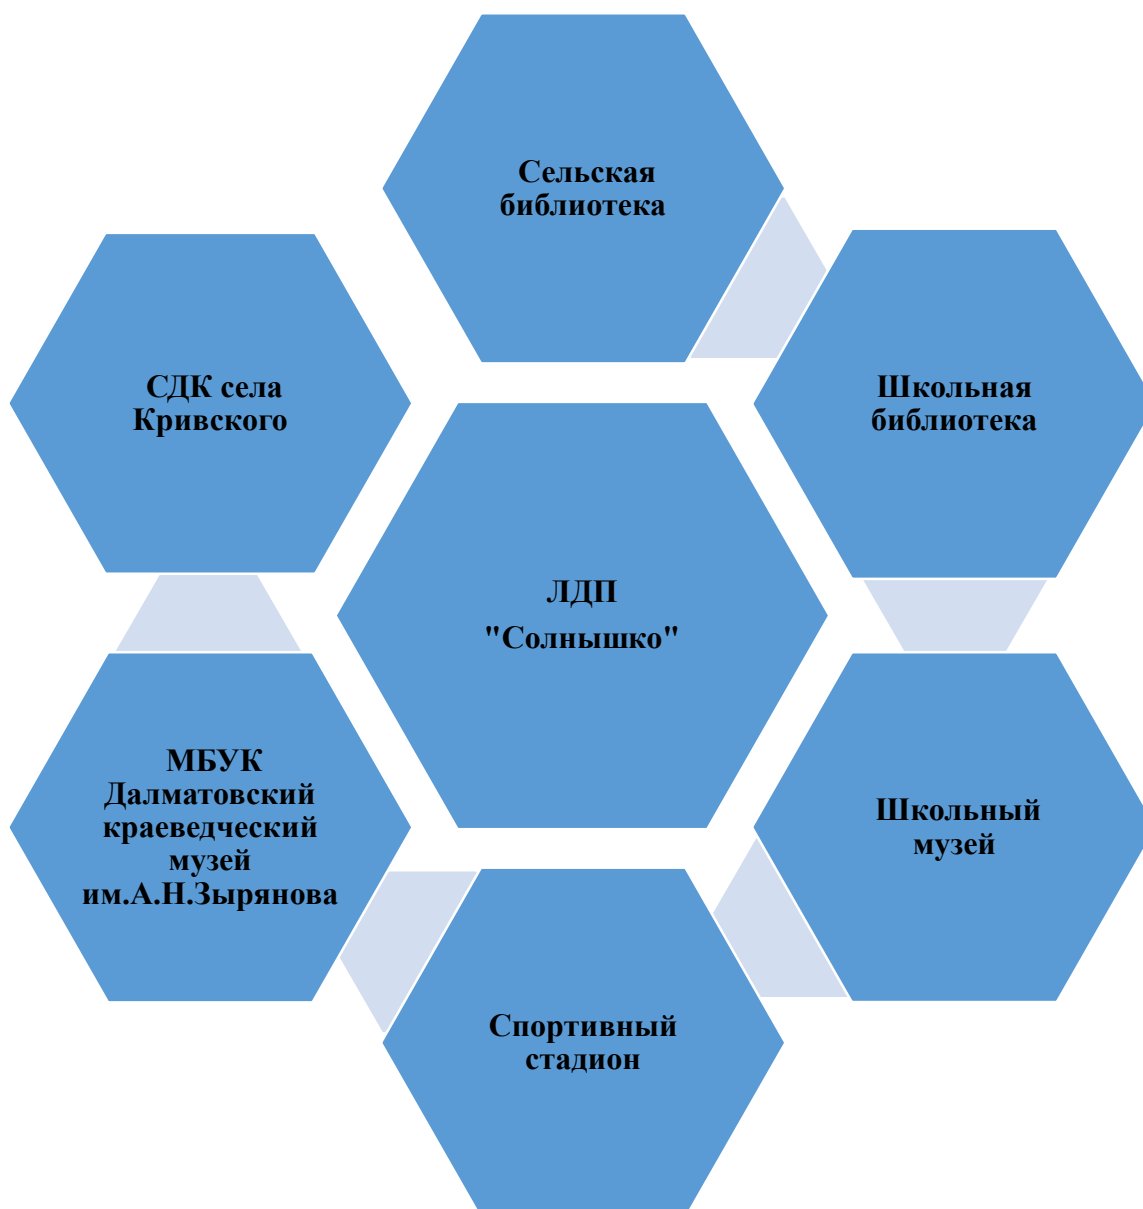 Сельская
библиотека
СДК села
Кривского
Школьная
библиотека
ЛДП
"Солнышко"
МБУК
Далматовский
краеведческий
музей
им.А.Н.Зырянова
Школьный
музей
Спортивный
стадион